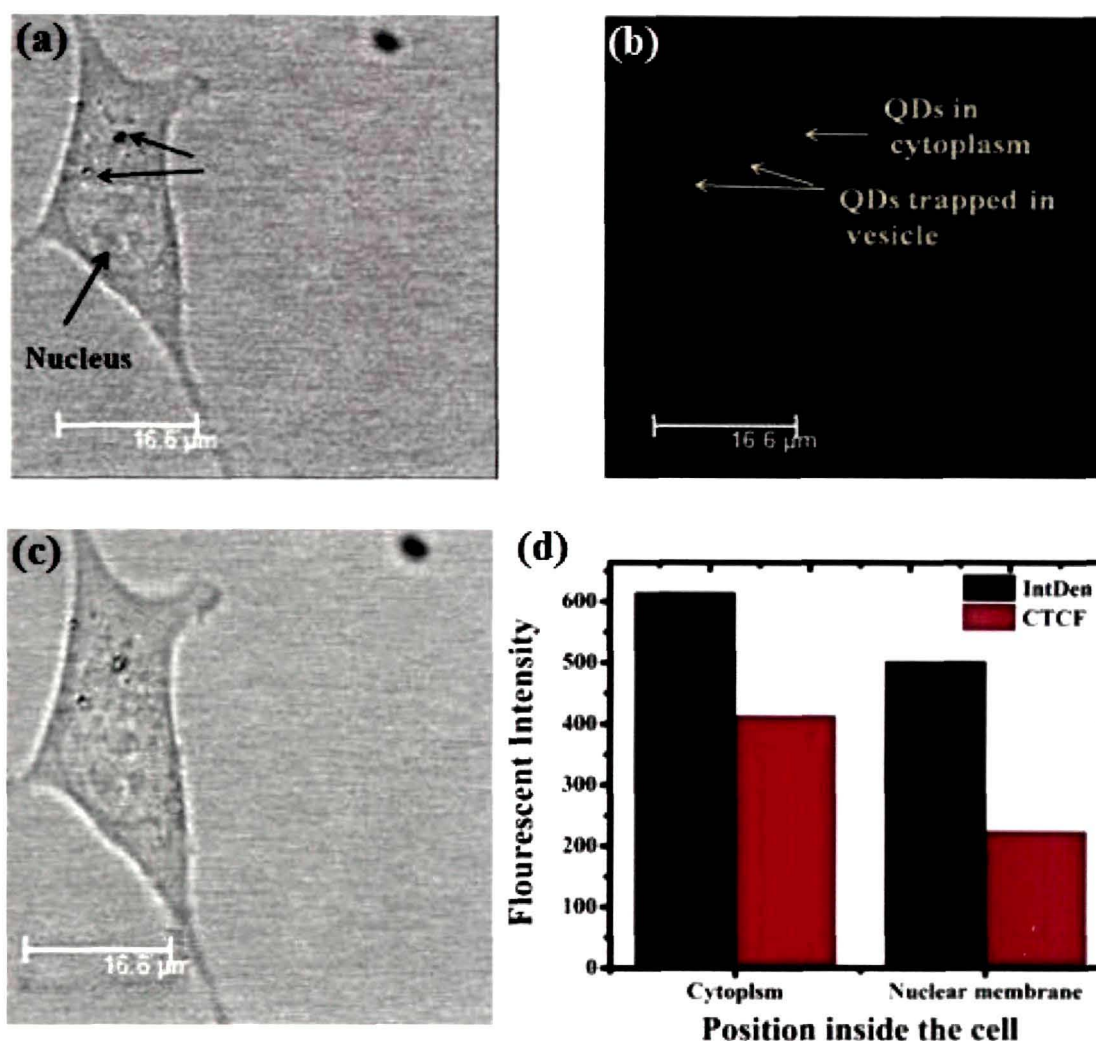 (a)
Nucleus
16.6 µm
(b)
QDs in
cytoplasm
QDs trapped in
vesicle
16.6 µm
(c)
16.6 µm
(d)
Flourescent Intensity
600
500
400
300
200
100
0
IntDen
CTCF
Cytoplsm
Nuclear membrane
Position inside the cell